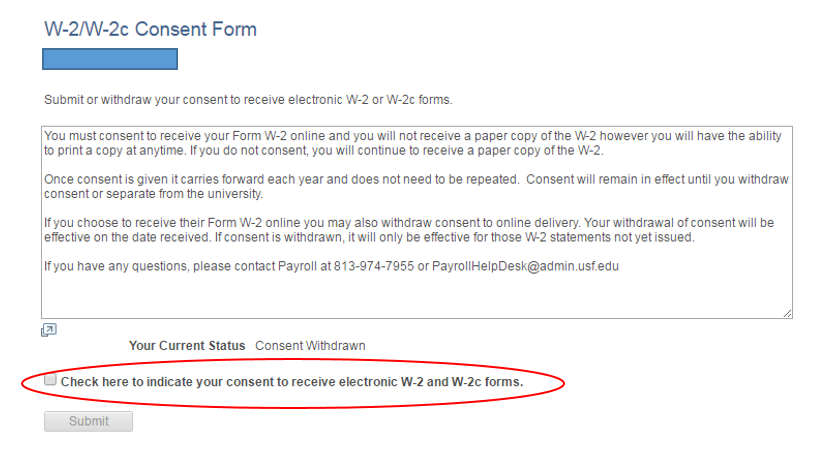 W-2/W-2c Consent Form
Submit or withdraw your consent to receive electronic W-2 or W-2c forms.
You must consent to receive your Form W-2 online and you will not receive a paper copy of the W-2 however you will have the ability
to print a copy at anytime. If you do not consent, you will continue to receive a paper copy of the W-2.
Once consent is given it carries forward each year and does not need to be repeated.  Consent will remain in effect until you withdraw
consent or separate from the university.
If you choose to receive their Form W-2 online you may also withdraw consent to online delivery. Your withdrawal of consent will be
effective on the date received. If consent is withdrawn, it will only be effective for those W-2 statements not yet issued.
If you have any questions, please contact Payroll at 813-974-7955 or PayrollHelpDesk@admin.usf.edu
Your Current Status Consent Withdrawn
Check here to indicate your consent to receive electronic W-2 and W-2c forms.
Submit